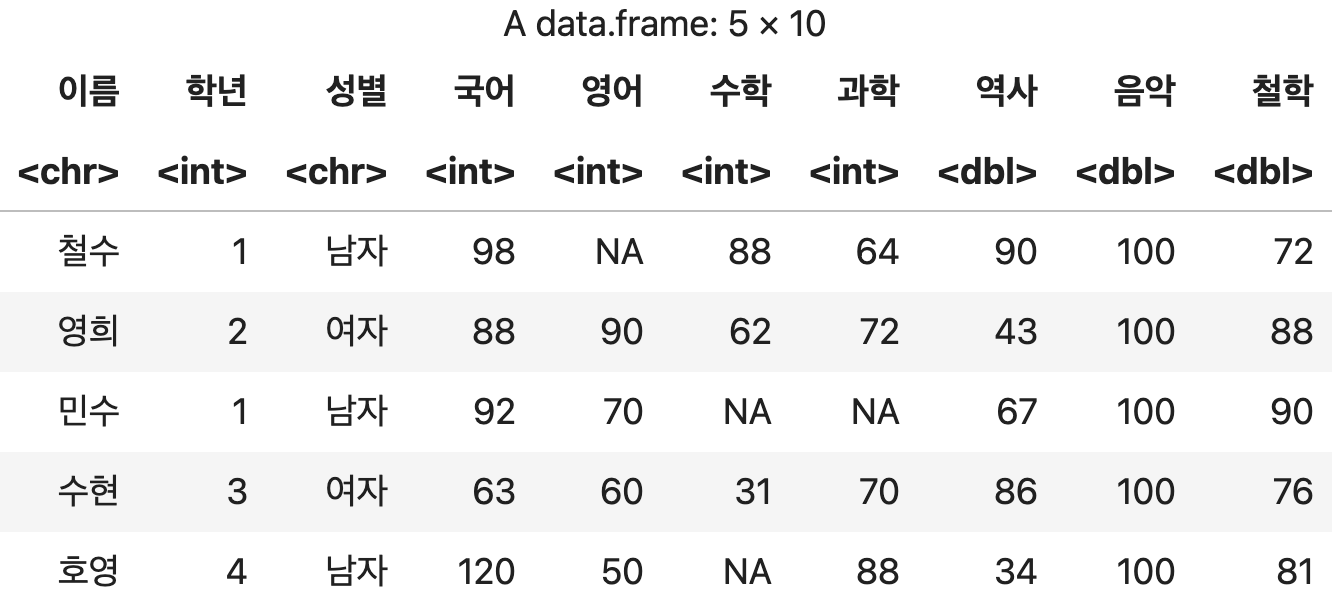 A data.frame: 5 × 10
이름 학년 성별 국어 영어 수학 과학 역사 음악 철학
<chr> <int> <chr> <int> <int> <int> <int> <dbl> <dbl> <dbl>
철수 1 남자 98 NA 88 64 90 100 72
영희 2 여자 88 90 62 72 43 100 88
민수 1 남자 92 70 NA NA 67 100 90
수현 3 여자 63 60 31 70 86 100 76
호영 4 남자 120 50 NA 88 34 100 81